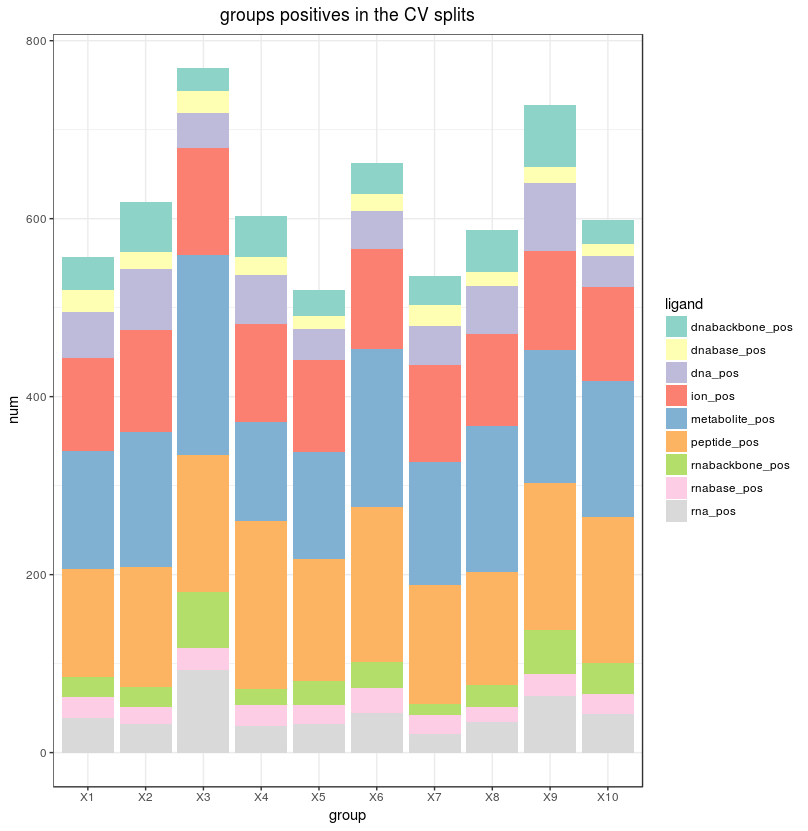 groups positives in the CV splits
800
600
400
200
0
num
X1 X2 X3 X4 X5 X6 X7 X8 X9 X10
group
ligand
dnabackbone_pos
dnabase_pos
dna_pos
ion_pos
metabolite_pos
peptide_pos
rnabackbone_pos
rnabase_pos
rna_pos